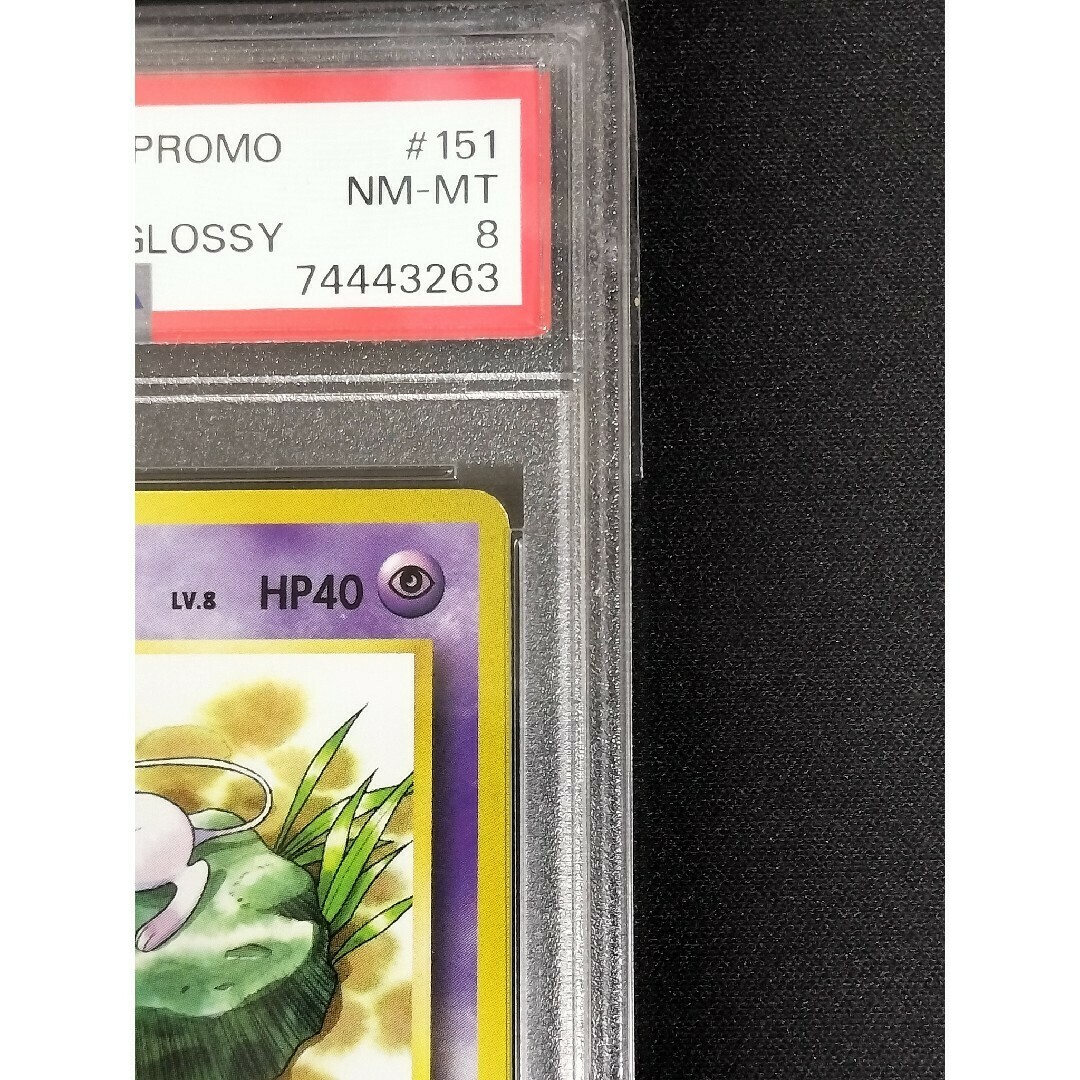 PROMO #151
NM-MT
GLOSSY 8
74443263
LV.8 HP40